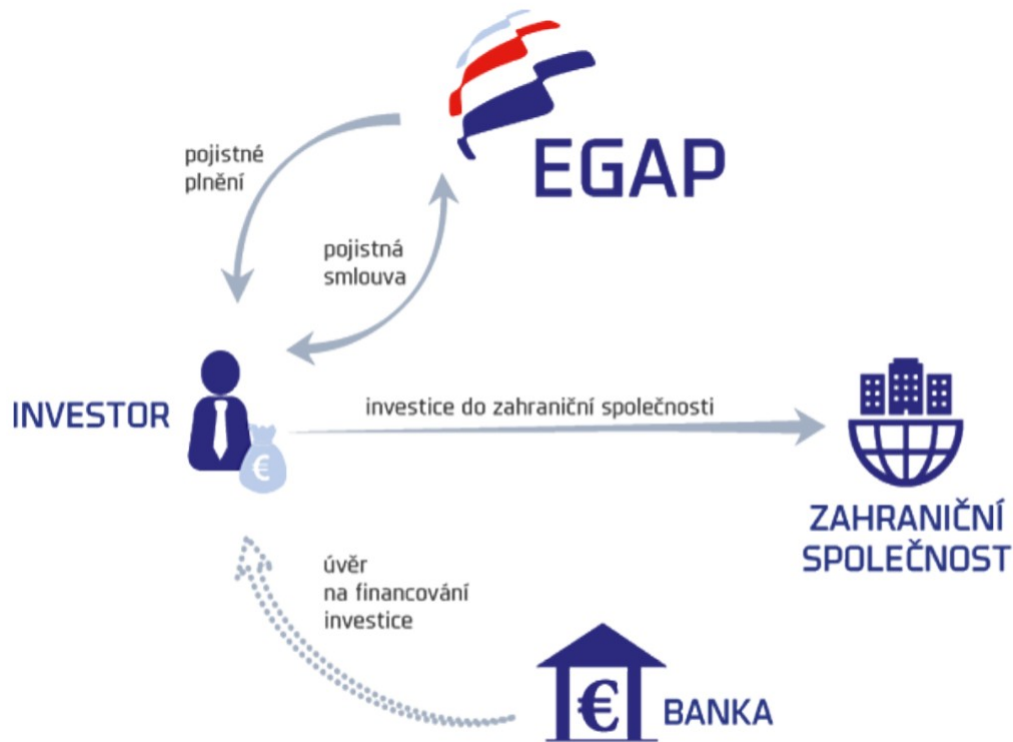 EGAP
pojistné
plnění
pojistná
smlouva
INVESTOR
€
investice do zahraniční společnosti
ZAHRANIČNÍ
SPOLEČNOST
úvěr
na financování
investice
€
BANKA